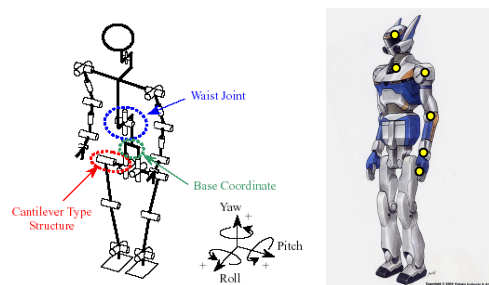 Waist Joint
Base Coordinate
Cantilever Type
Structure
Yaw
+
Pitch
+
+
Roll